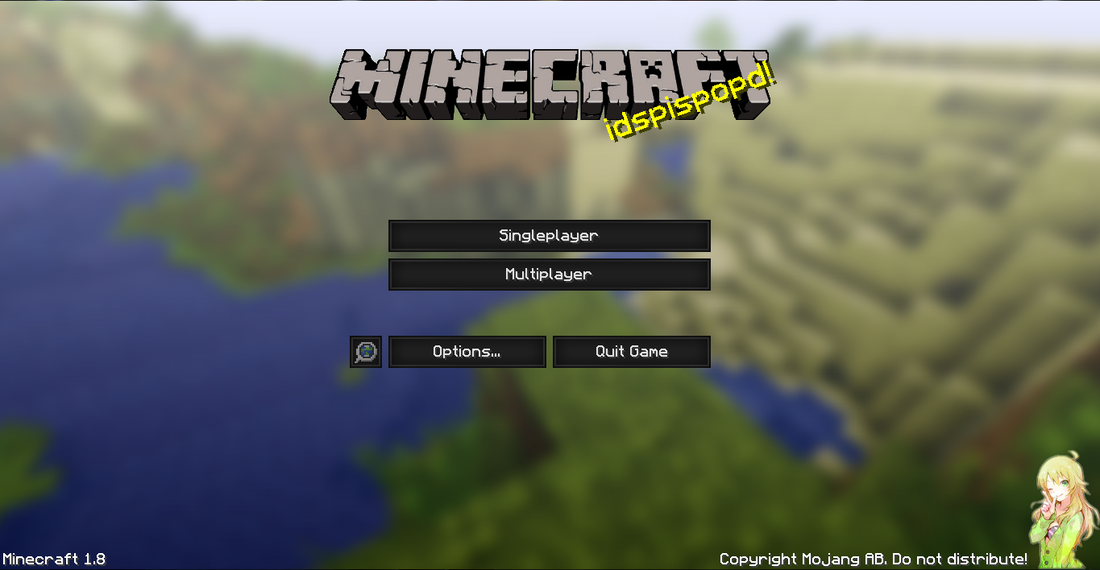 MINECRAFT
idspispopd!
Singleplayer
Multiplayer
Options... Quit Game
Minecraft 1.8 Copyright Mojang AB. Do not distribute!